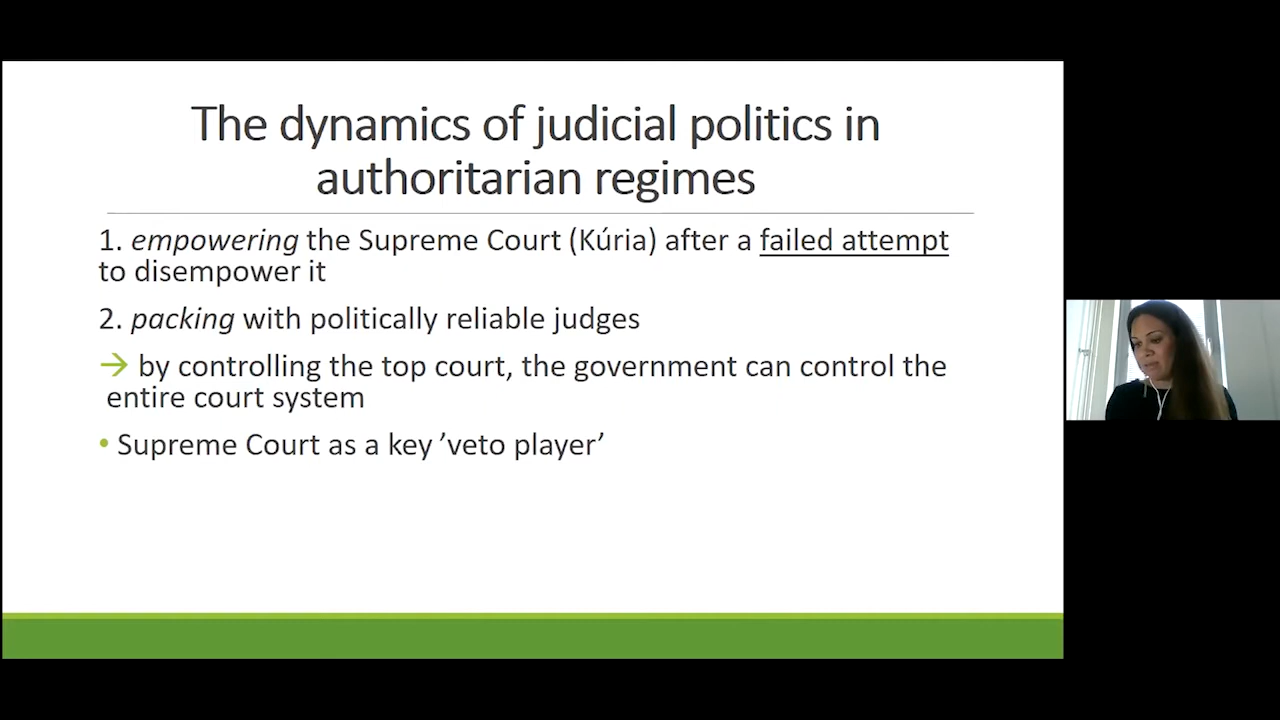 The dynamics of judicial politics in
authoritarian regimes
1. empowering the Supreme Court (Kúria) after a failed attempt
to disempower it
2. packing with politically reliable judges
→ by controlling the top court, the government can control the
entire court system
• Supreme Court as a key ’veto player’